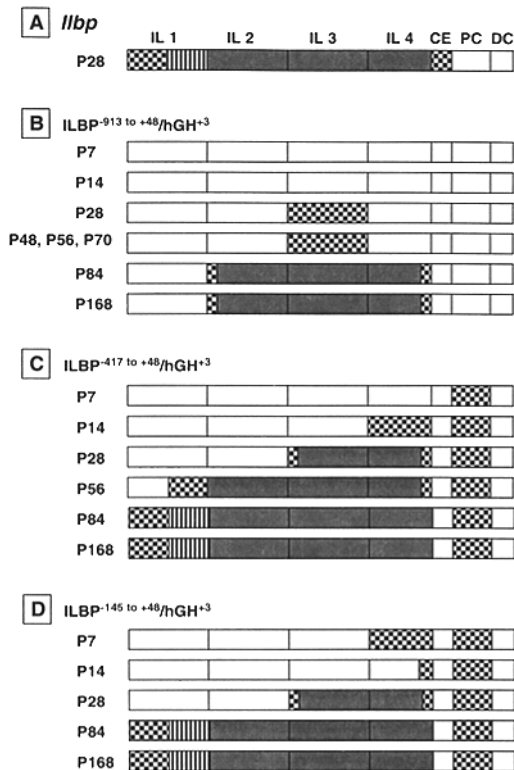 A Ilbp
IL 1 IL 2 IL 3 IL 4 CE PC DC
P28
B ILBP-913 to +48/hGH+3
P7
P14
P28
P48, P56, P70
P84
P168
C ILBP-417 to +48/hGH+3
P7
P14
P28
P56
P84
P168
D ILBP-145 to +48/hGH+3
P7
P14
P28
P84
P168